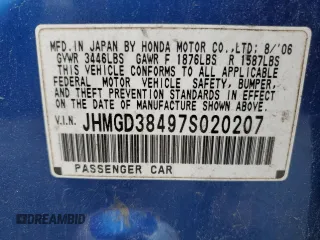 MFD. IN JAPAN BY HONDA MOTOR CO.,LTD: 8/'06
GVWR 3446LBS GAWR F 1876LBS R 1587LBS
THIS VEHICLE CONFORMS TO ALL APPLICABLE
FEDERAL MOTOR VEHICLE SAFETY, BUMPER,
AND THEFT PREVENTION STANDARDS IN EFFECT
ON THE DATE OF MANUFACTURE SHOWN ABOVE.
V.I.N. JHMGD38497S020207
PASSENGER CAR
DREAMBID